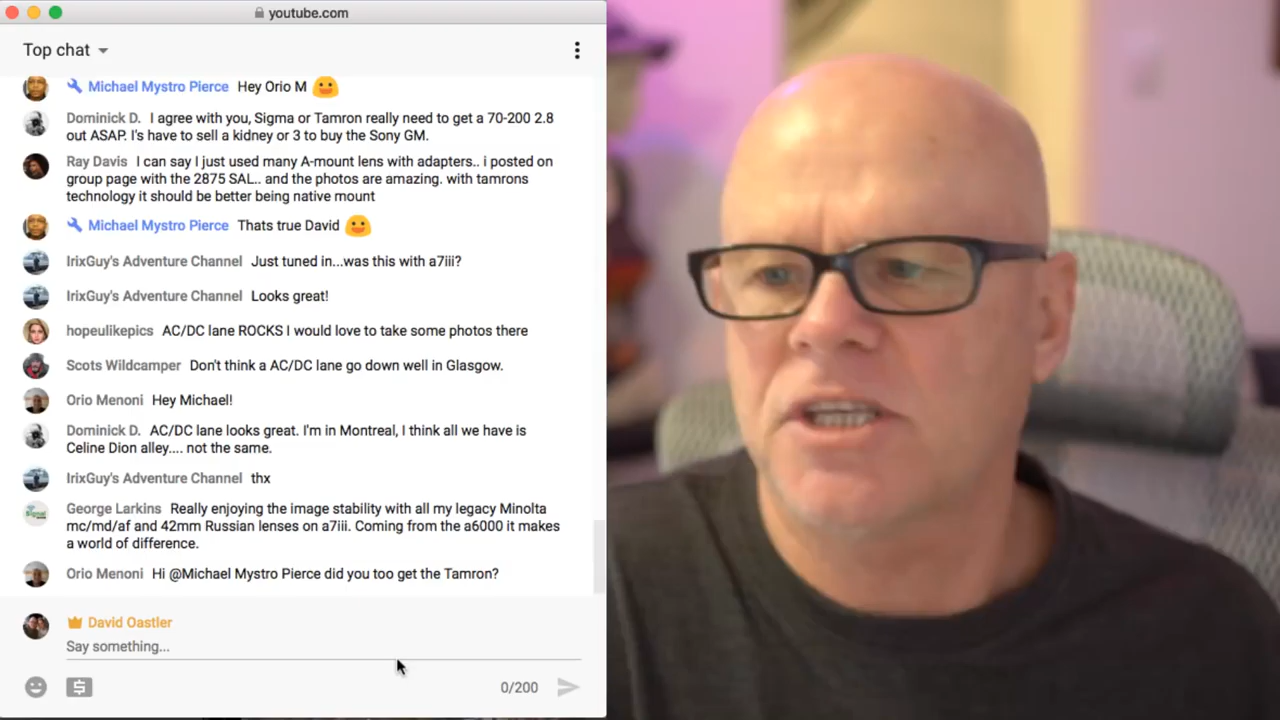 youtube.com
Top chat
Michael Mystro Pierce Hey Orio M
Dominick D. I agree with you, Sigma or Tamron really need to get a 70-200 2.8
out ASAP. I's have to sell a kidney or 3 to buy the Sony GM.
Ray Davis I can say I just used many A-mount lens with adapters.. i posted on
group page with the 2875 SAL.. and the photos are amazing. with tamrons
technology it should be better being native mount
Michael Mystro Pierce Thats true David
IrixGuy's Adventure Channel Just tuned in...was this with a7iii?
IrixGuy's Adventure Channel Looks great!
hopeulikepics AC/DC lane ROCKS I would love to take some photos there
Scots Wildcamper Don't think a AC/DC lane go down well in Glasgow.
Orio Menoni Hey Michael!
Dominick D. AC/DC lane looks great. I'm in Montreal, I think all we have is
Celine Dion alley.... not the same.
IrixGuy's Adventure Channel thx
George Larkins Really enjoying the image stability with all my legacy Minolta
mc/md/af and 42mm Russian lenses on a7iii. Coming from the a6000 it makes
a world of difference.
Orio Menoni Hi @Michael Mystro Pierce did you too get the Tamron?
David Oastler
Say something...
$ 0/200